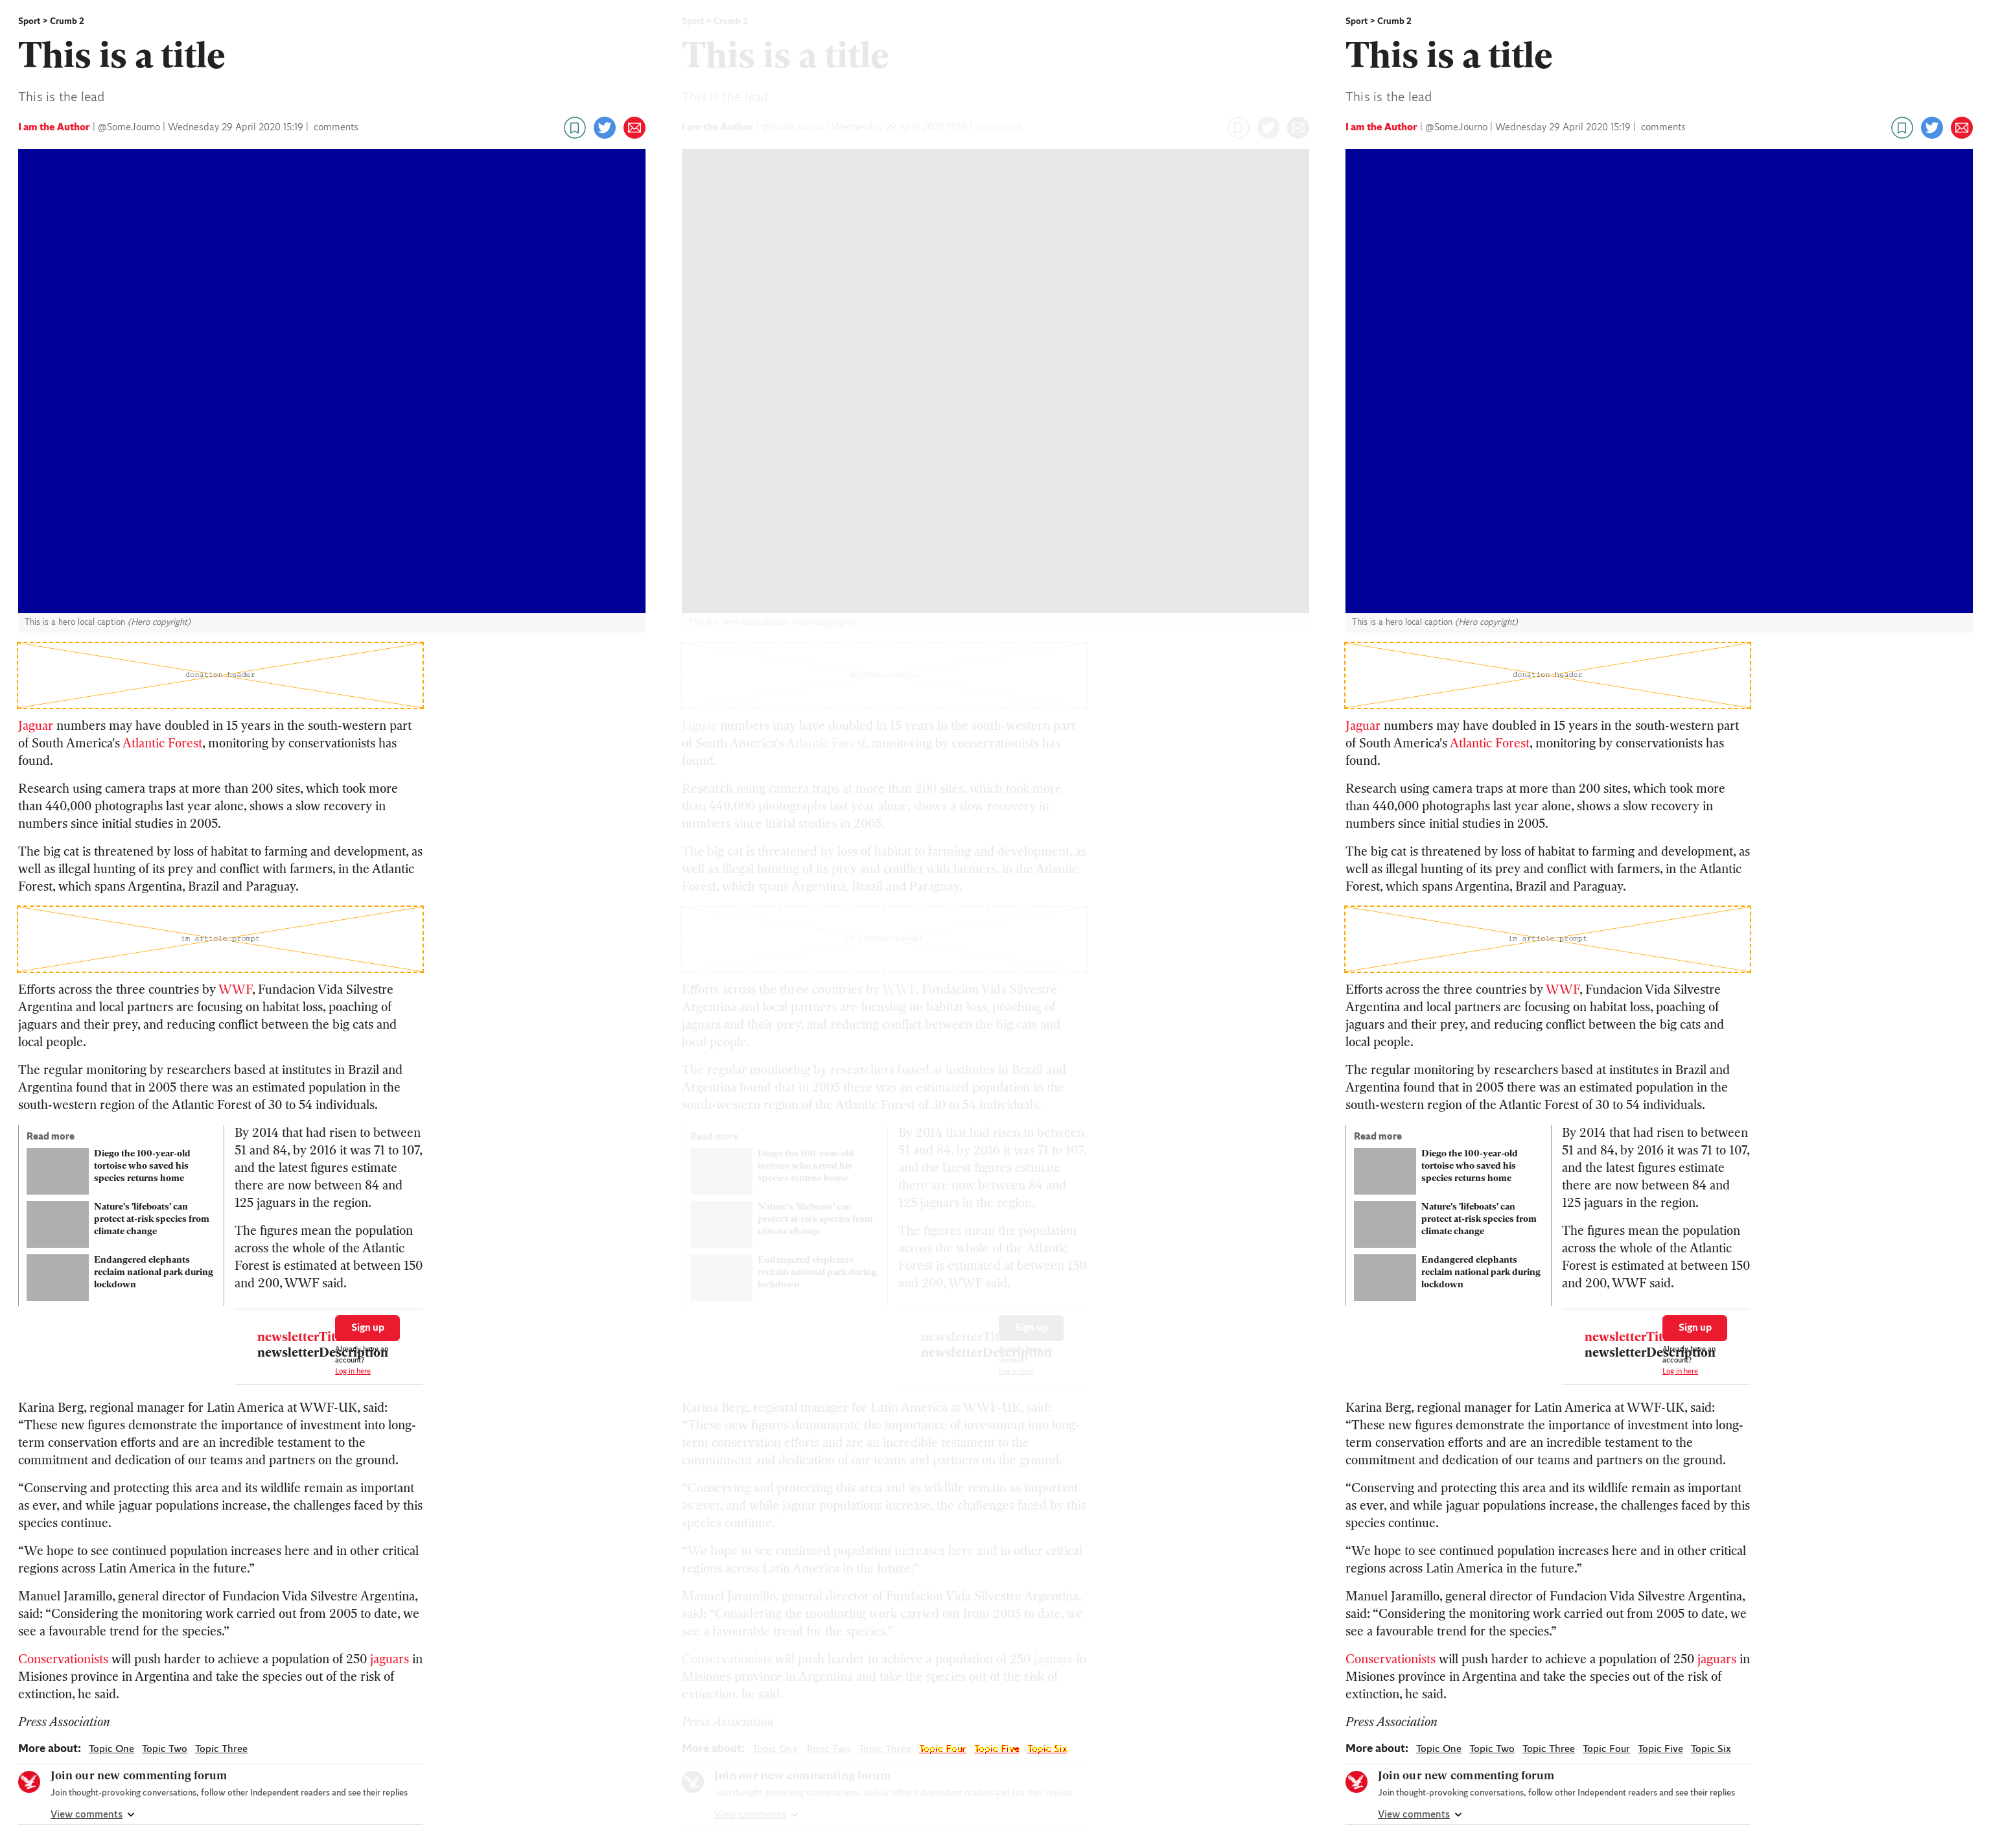 Sport > Crumb 2
This is a title
This is the lead
I am the Author | @SomeJourno | Wednesday 29 April 2020 15:19 | comments
This is a hero local caption (Hero copyright)
donation header
Jaguar numbers may have doubled in 15 years in the south-western part
of South America's Atlantic Forest, monitoring by conservationists has
found.
Research using camera traps at more than 200 sites, which took more
than 440,000 photographs last year alone, shows a slow recovery in
numbers since initial studies in 2005.
The big cat is threatened by loss of habitat to farming and development, as
well as illegal hunting of its prey and conflict with farmers, in the Atlantic
Forest, which spans Argentina, Brazil and Paraguay.
im article prompt
Efforts across the three countries by WWF, Fundacion Vida Silvestre
Argentina and local partners are focusing on habitat loss, poaching of
jaguars and their prey, and reducing conflict between the big cats and
local people.
The regular monitoring by researchers based at institutes in Brazil and
Argentina found that in 2005 there was an estimated population in the
south-western region of the Atlantic Forest of 30 to 54 individuals.
Read more
Diego the 100-year-old
tortoise who saved his
species returns home
Nature's 'lifeboats' can
protect at-risk species from
climate change
Endangered elephants
reclaim national park during
lockdown
By 2014 that had risen to between
51 and 84, by 2016 it was 71 to 107,
and the latest figures estimate
there are now between 84 and
125 jaguars in the region.
The figures mean the population
across the whole of the Atlantic
Forest is estimated at between 150
and 200, WWF said.
Sign up
newsletterTit
newsletterDescription
Already have an
account?
Log in here
Karina Berg, regional manager for Latin America at WWF-UK, said:
“These new figures demonstrate the importance of investment into long-
term conservation efforts and are an incredible testament to the
commitment and dedication of our teams and partners on the ground.
“Conserving and protecting this area and its wildlife remain as important
as ever, and while jaguar populations increase, the challenges faced by this
species continue.
“We hope to see continued population increases here and in other critical
regions across Latin America in the future.”
Manuel Jaramillo, general director of Fundacion Vida Silvestre Argentina,
said: “Considering the monitoring work carried out from 2005 to date, we
see a favourable trend for the species.”
Conservationists will push harder to achieve a population of 250 jaguars in
Misiones province in Argentina and take the species out of the risk of
extinction, he said.
Press Association
More about: Topic One Topic Two Topic Three
Join our new commenting forum
Join thought-provoking conversations, follow other Independent readers and see their replies
View comments
Sport > Crumb 2
This is a title
This is the lead
I am the Author | @SomeJourno | Wednesday 29 April 2020 15:19 | comments
This is a hero local caption (Hero copyright)
donation header
Jaguar numbers may have doubled in 15 years in the south-western part
of South America's Atlantic Forest, monitoring by conservationists has
found.
Research using camera traps at more than 200 sites, which took more
than 440,000 photographs last year alone, shows a slow recovery in
numbers since initial studies in 2005.
The big cat is threatened by loss of habitat to farming and development, as
well as illegal hunting of its prey and conflict with farmers, in the Atlantic
Forest, which spans Argentina, Brazil and Paraguay.
im article prompt
Efforts across the three countries by WWF, Fundacion Vida Silvestre
Argentina and local partners are focusing on habitat loss, poaching of
jaguars and their prey, and reducing conflict between the big cats and
local people.
The regular monitoring by researchers based at institutes in Brazil and
Argentina found that in 2005 there was an estimated population in the
south-western region of the Atlantic Forest of 30 to 54 individuals.
Read more
Diego the 100-year-old
tortoise who saved his
species returns home
Nature's 'lifeboats' can
protect at-risk species from
climate change
Endangered elephants
reclaim national park during
lockdown
By 2014 that had risen to between
51 and 84, by 2016 it was 71 to 107,
and the latest figures estimate
there are now between 84 and
125 jaguars in the region.
The figures mean the population
across the whole of the Atlantic
Forest is estimated at between 150
and 200, WWF said.
Sign up
newsletterTit
newsletterDescription
account?
Log in here
Karina Berg, regional manager for Latin America at WWF-UK, said:
“These new figures demonstrate the importance of investment into long-
term conservation efforts and are an incredible testament to the
commitment and dedication of our teams and partners on the ground.
“Conserving and protecting this area and its wildlife remain as important
as ever, and while jaguar populations increase, the challenges faced by this
species continue.
“We hope to see continued population increases here and in other critical
regions across Latin America in the future.”
Manuel Jaramillo, general director of Fundacion Vida Silvestre Argentina,
said: “Considering the monitoring work carried out from 2005 to date, we
see a favourable trend for the species.”
Conservationists will push harder to achieve a population of 250 jaguars in
Misiones province in Argentina and take the species out of the risk of
extinction, he said.
Press Association
More about: Topic One Topic Two Topic Three Topic Four Topic Five Topic Six
Join our new commenting forum
Join thought-provoking conversations, follow other Independent readers and see their replies
View comments
Sport > Crumb 2
This is a title
This is the lead
I am the Author | @SomeJourno | Wednesday 29 April 2020 15:19 | comments
This is a hero local caption (Hero copyright)
donation header
Jaguar numbers may have doubled in 15 years in the south-western part
of South America's Atlantic Forest, monitoring by conservationists has
found.
Research using camera traps at more than 200 sites, which took more
than 440,000 photographs last year alone, shows a slow recovery in
numbers since initial studies in 2005.
The big cat is threatened by loss of habitat to farming and development, as
well as illegal hunting of its prey and conflict with farmers, in the Atlantic
Forest, which spans Argentina, Brazil and Paraguay.
im article prompt
Efforts across the three countries by WWF, Fundacion Vida Silvestre
Argentina and local partners are focusing on habitat loss, poaching of
jaguars and their prey, and reducing conflict between the big cats and
local people.
The regular monitoring by researchers based at institutes in Brazil and
Argentina found that in 2005 there was an estimated population in the
south-western region of the Atlantic Forest of 30 to 54 individuals.
Read more
Diego the 100-year-old
tortoise who saved his
species returns home
Nature's 'lifeboats' can
protect at-risk species from
climate change
Endangered elephants
reclaim national park during
lockdown
By 2014 that had risen to between
51 and 84, by 2016 it was 71 to 107,
and the latest figures estimate
there are now between 84 and
125 jaguars in the region.
The figures mean the population
across the whole of the Atlantic
Forest is estimated at between 150
and 200, WWF said.
Sign up
newsletterTit
newsletterDescription
Already have an
account?
Log in here
Karina Berg, regional manager for Latin America at WWF-UK, said:
“These new figures demonstrate the importance of investment into long-
term conservation efforts and are an incredible testament to the
commitment and dedication of our teams and partners on the ground.
“Conserving and protecting this area and its wildlife remain as important
as ever, and while jaguar populations increase, the challenges faced by this
species continue.
“We hope to see continued population increases here and in other critical
regions across Latin America in the future.”
Manuel Jaramillo, general director of Fundacion Vida Silvestre Argentina,
said: “Considering the monitoring work carried out from 2005 to date, we
see a favourable trend for the species.”
Conservationists will push harder to achieve a population of 250 jaguars in
Misiones province in Argentina and take the species out of the risk of
extinction, he said.
Press Association
More about: Topic One Topic Two Topic Three Topic Four Topic Five Topic Six
Join our new commenting forum
Join thought-provoking conversations, follow other Independent readers and see their replies
View comments